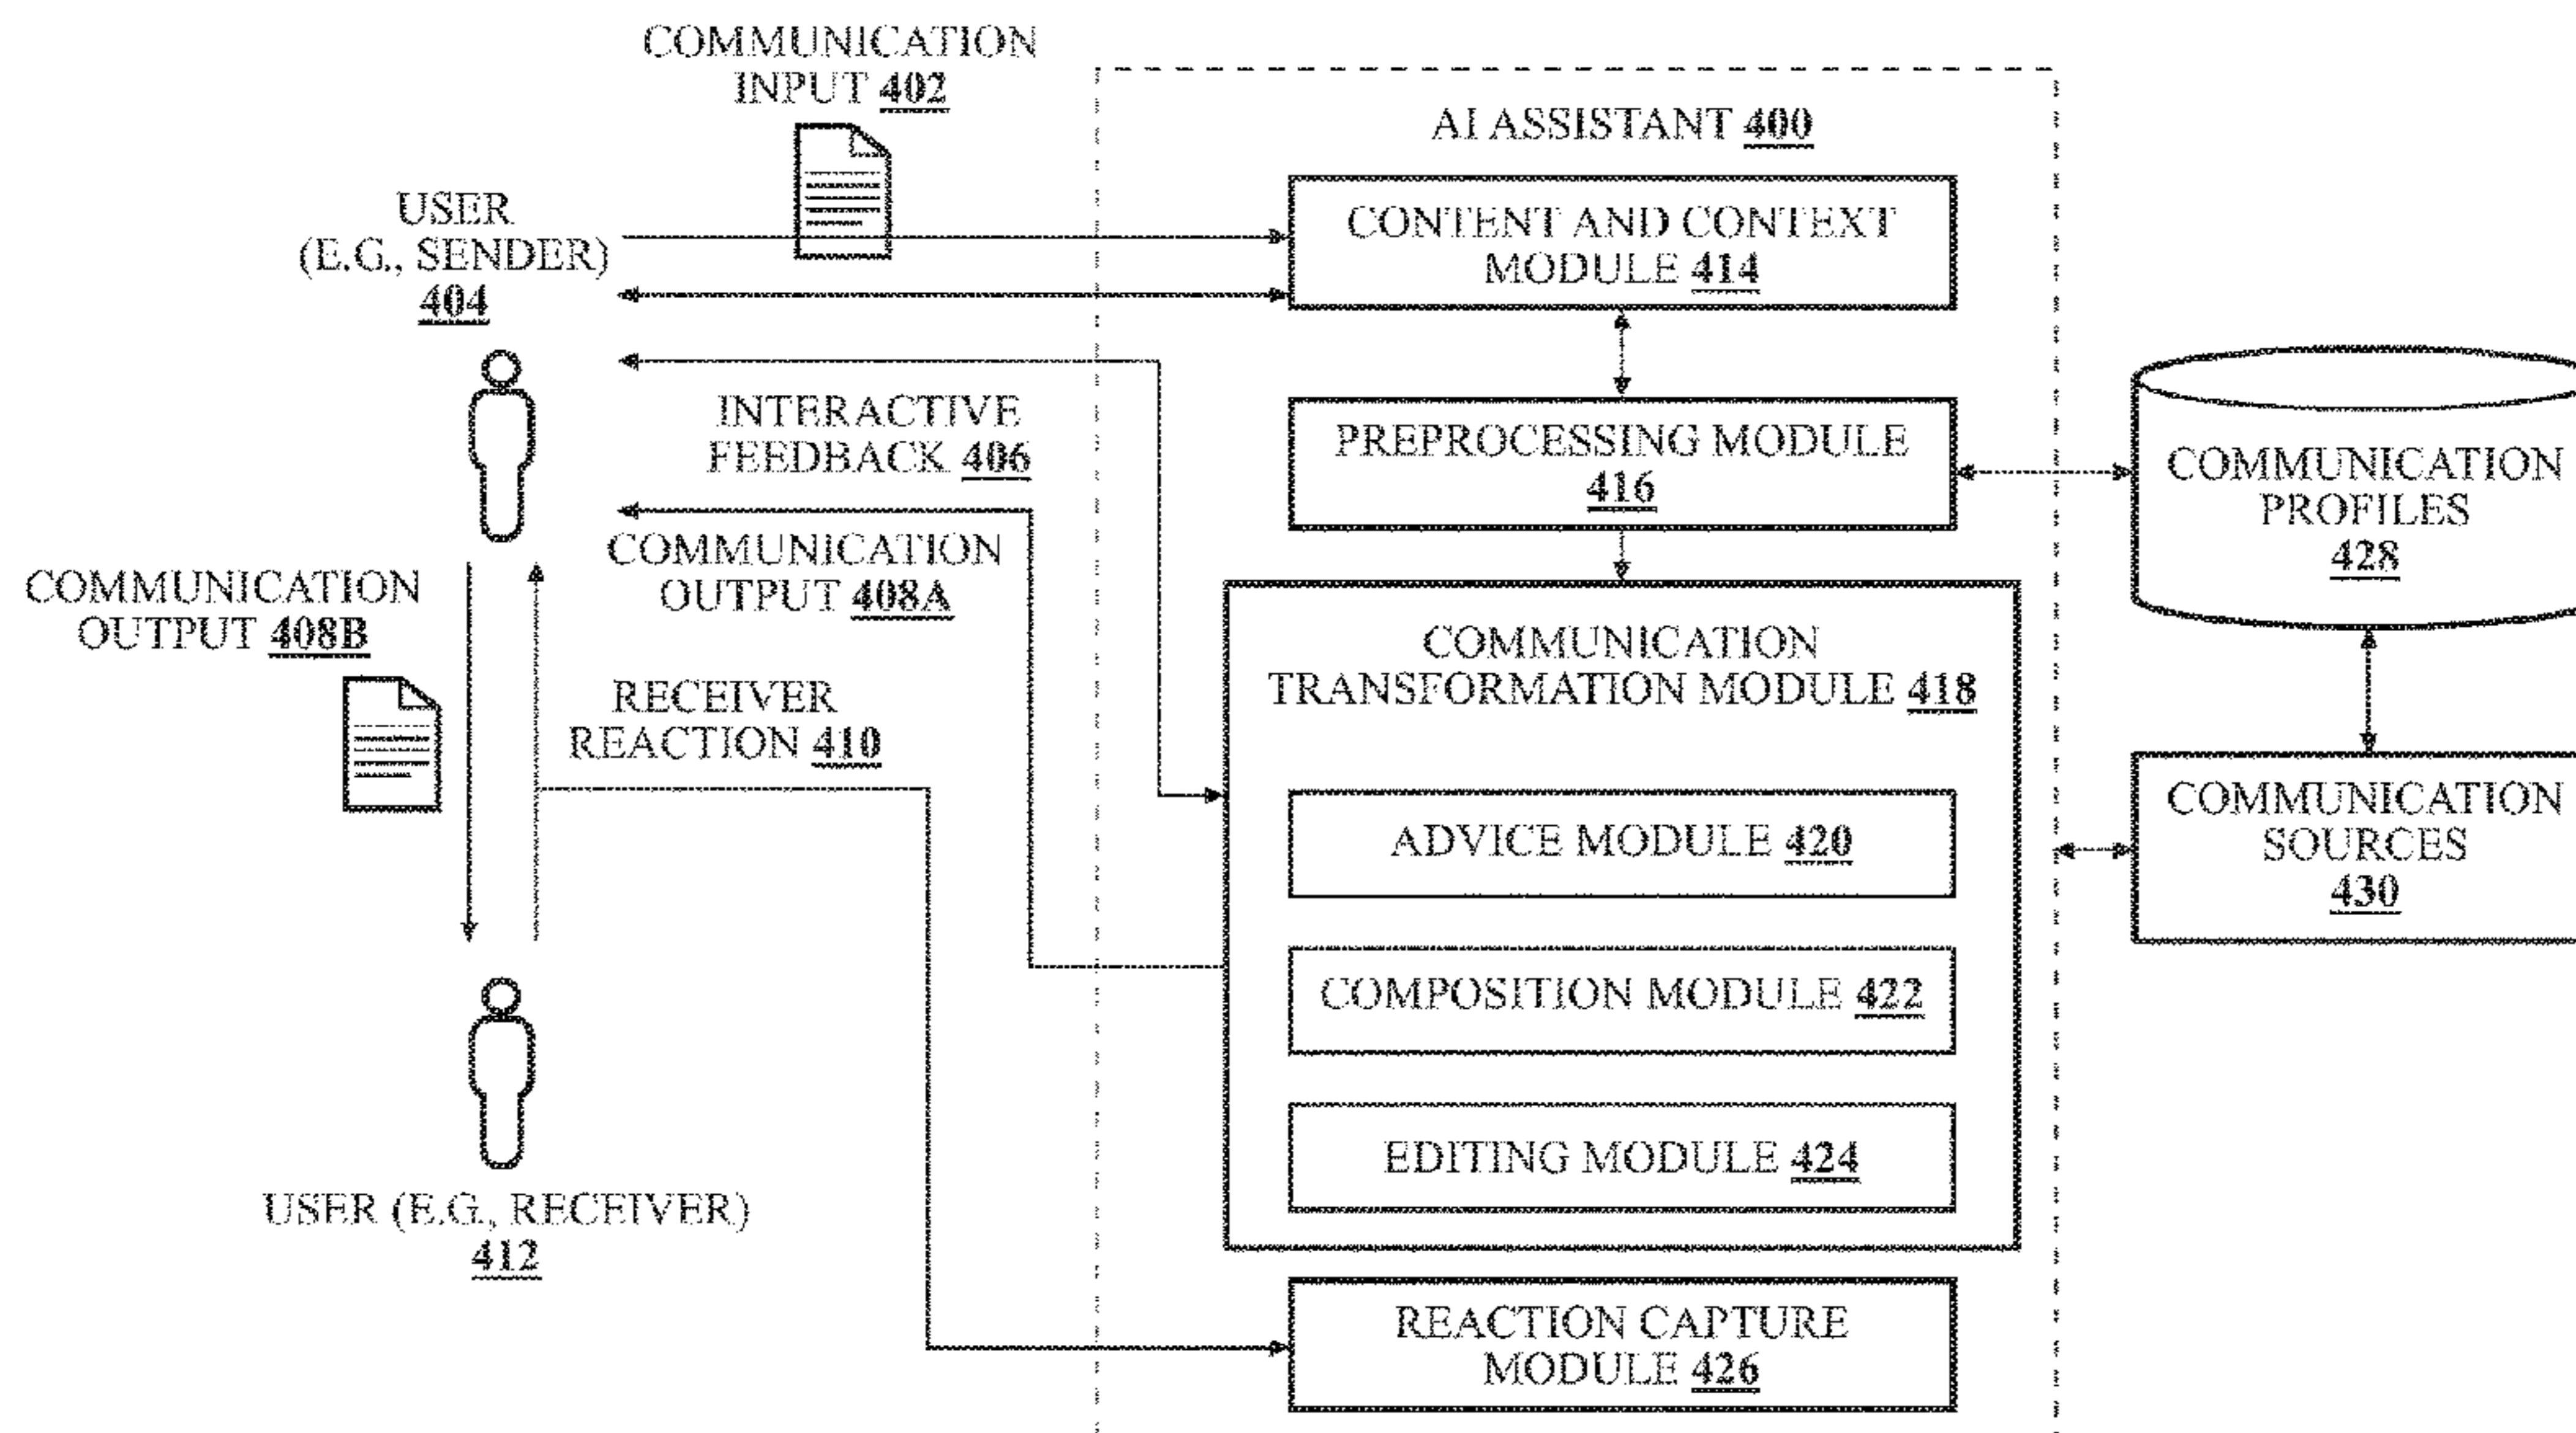 COMMUNICATION
INPUT 402
AI ASSISTANT 400
USER
(E.G., SENDER)
404
CONTENT AND CONTEXT
MODULE 414
INTERACTIVE
FEEDBACK 406
PREPROCESSING MODULE
416
COMMUNICATION
PROFILES
428
COMMUNICATION
OUTPUT 408A
COMMUNICATION
OUTPUT 408B
COMMUNICATION
TRANSFORMATION MODULE 418
RECEIVER
REACTION 410
ADVICE MODULE 420
COMMUNICATION
SOURCES
430
COMPOSITION MODULE 422
EDITING MODULE 424
USER (E.G., RECEIVER)
412
REACTION CAPTURE
MODULE 426